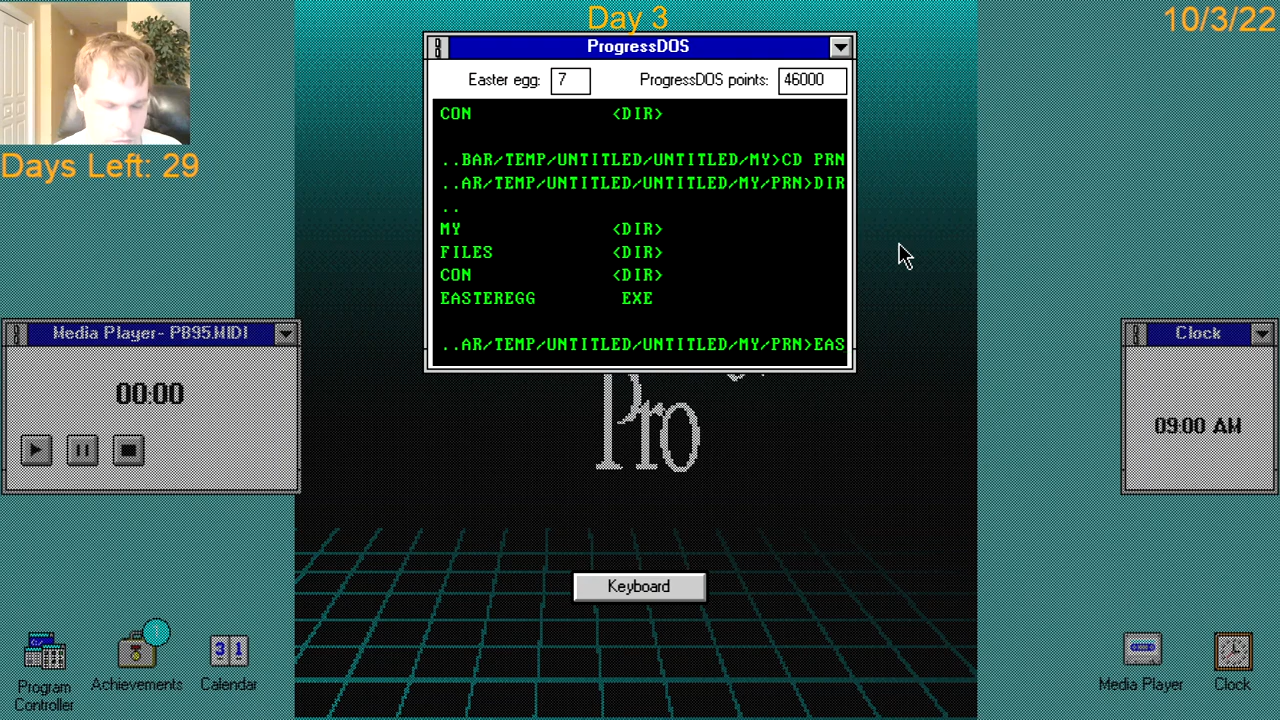 Day 3
10/3/22
Days Left: 29
ProgressDOS
Easter egg: 7
ProgressDOS points: 46000
CON <DIR>
..BAR/TEMP/UNTITLED/UNTITLED/MY>CD PRN
..AR/TEMP/UNTITLED/UNTITLED/MY/PRN>DIR
..
MY <DIR>
FILES <DIR>
CON <DIR>
EASTEREGG EXE
..AR/TEMP/UNTITLED/UNTITLED/MY/PRN>EAS
Media Player- PB95.MIDI
00:00
Clock
09:00 AM
Pro
Keyboard
Program
Controller
Achievements
Calendar
31
Media Player
Clock